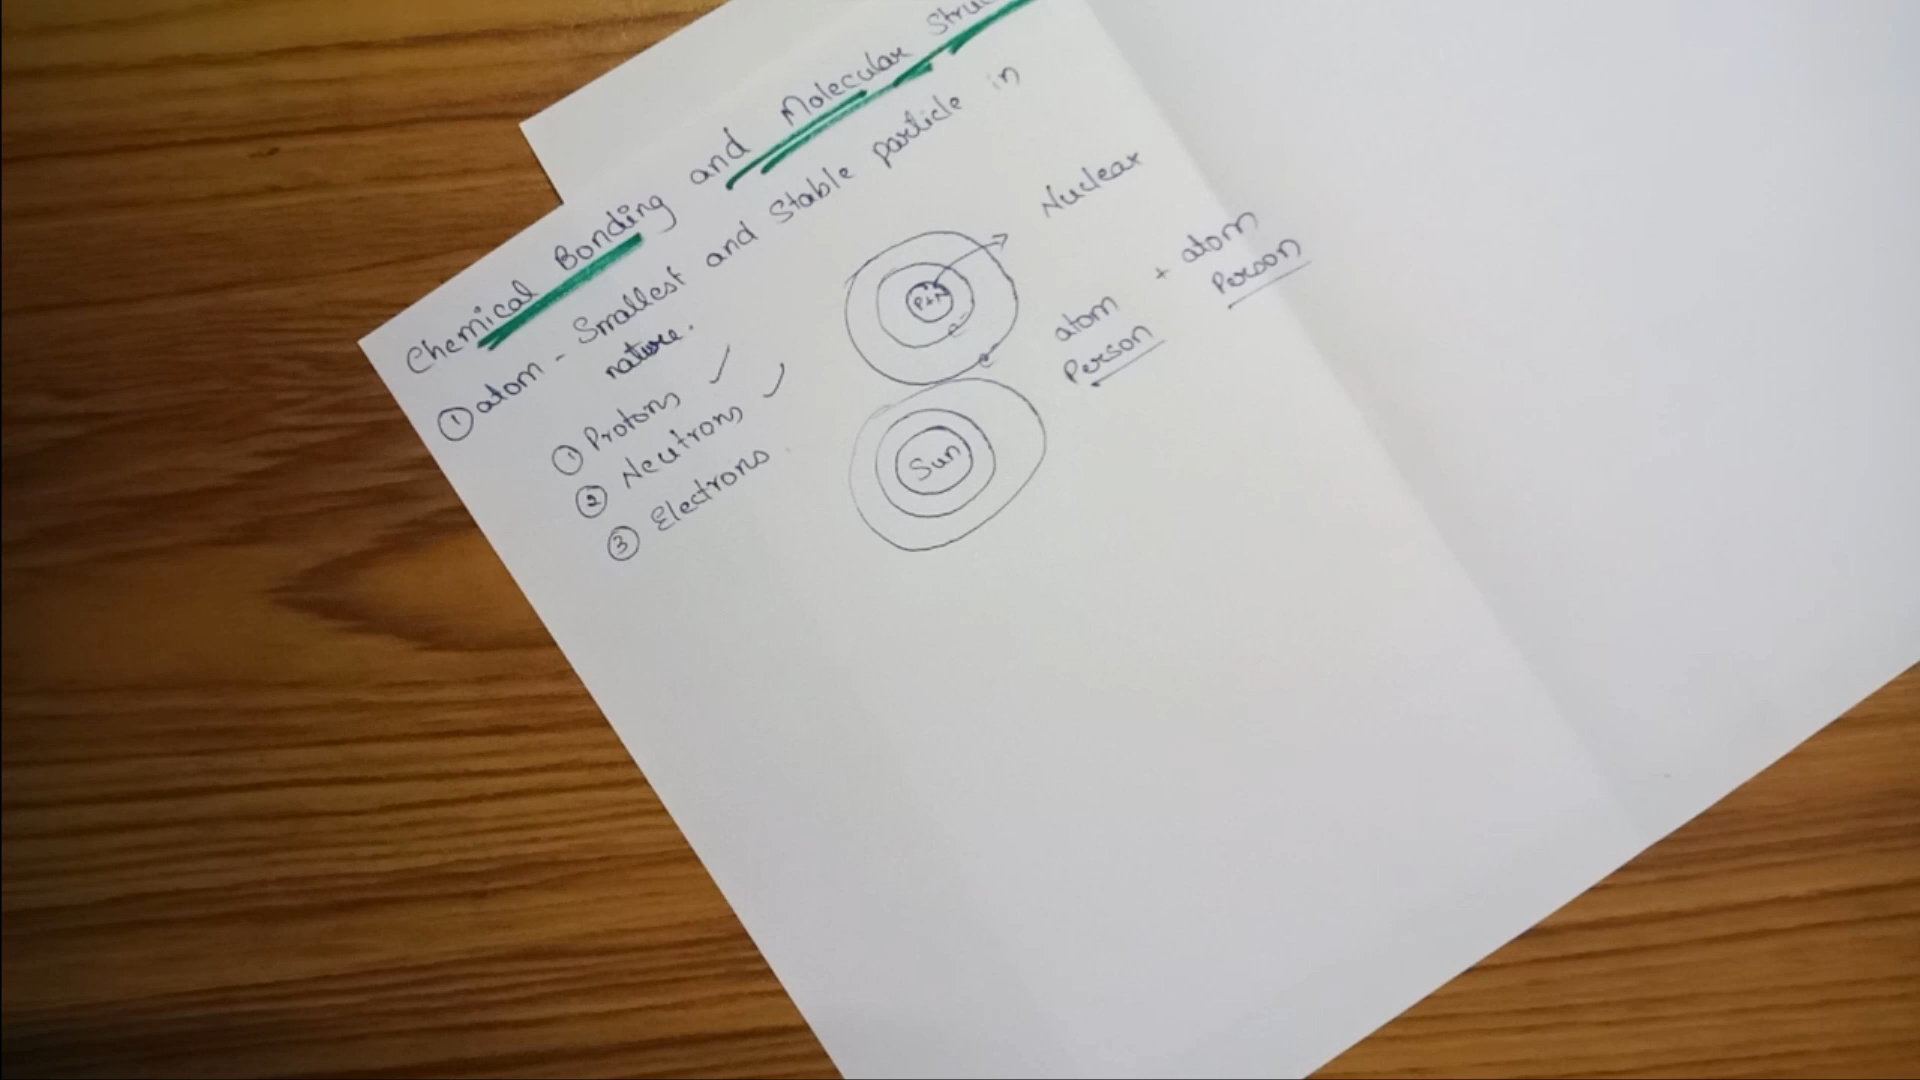 Chemical Bonding and Molecular Struc
① atom - Smallest and Stable particle in
nature.
① Protons ✓
② Neutrons ✓
③ Electrons
Nuclear
P+N
e-
e-
atom + atom
Person Person
Sun